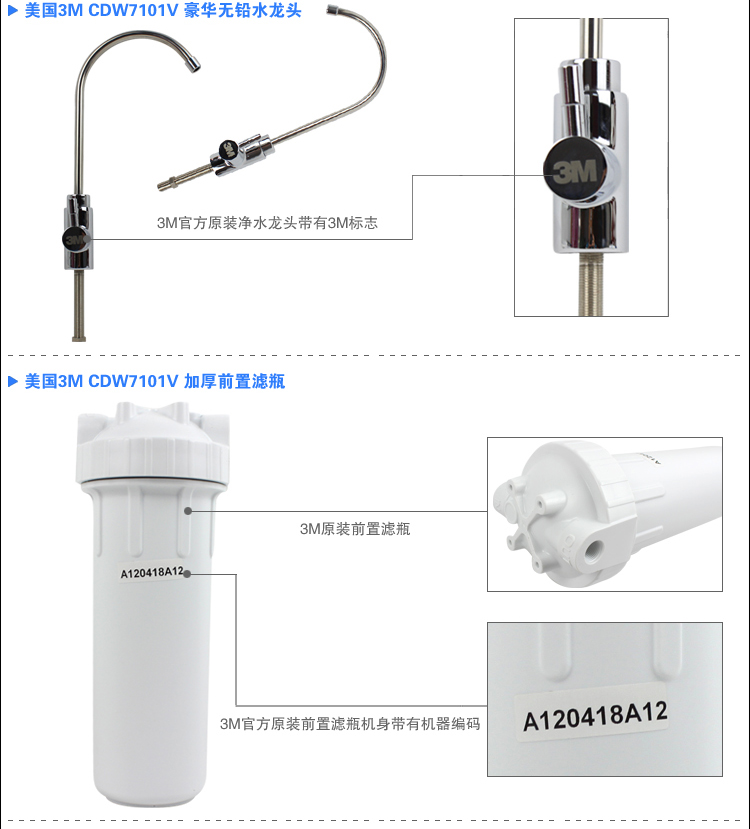 美国3M CDW7101V 豪华无铅水龙头
3M
3M
3M
3M官方原装净水龙头带有3M标志
美国3M CDW7101V 加厚前置滤瓶
3M原装前置滤瓶
A120418A12
A120418A12
3M官方原装前置滤瓶机身带有机器编码